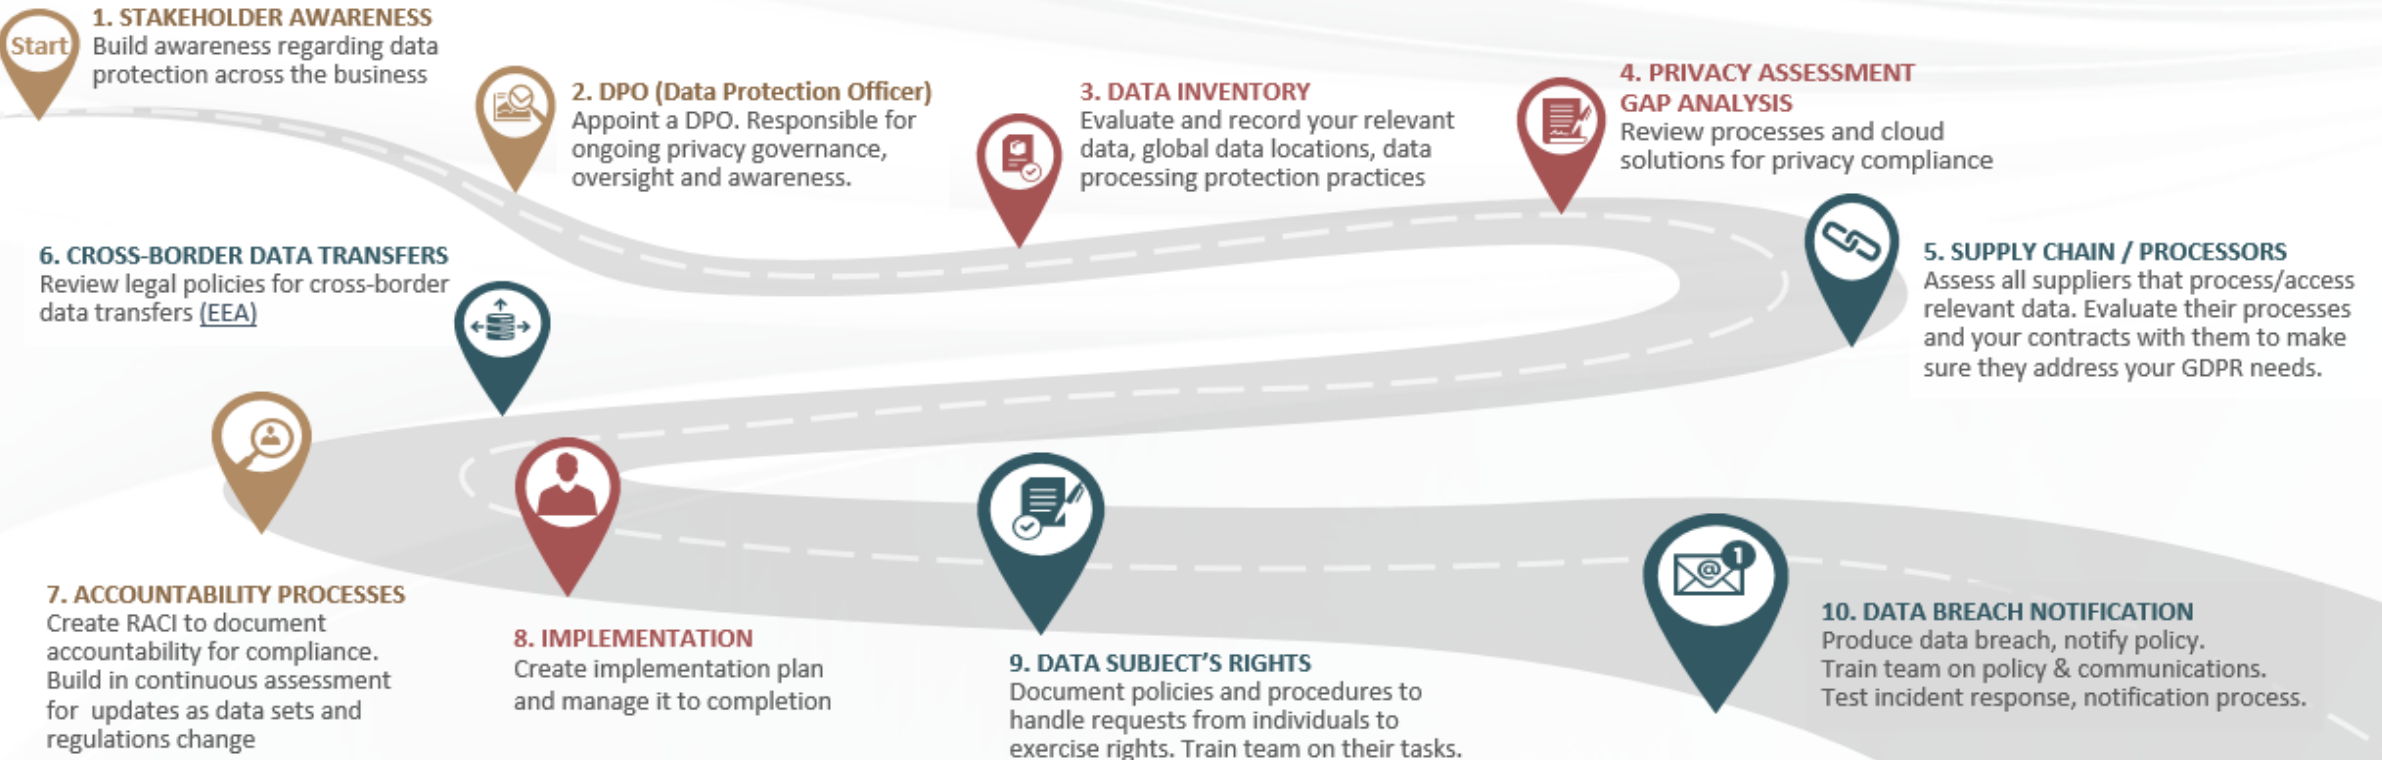 Start
1. STAKEHOLDER AWARENESS
Build awareness regarding data
protection across the business
2. DPO (Data Protection Officer)
Appoint a DPO. Responsible for
ongoing privacy governance,
oversight and awareness.
3. DATA INVENTORY
Evaluate and record your relevant
data, global data locations, data
processing protection practices
4. PRIVACY ASSESSMENT
GAP ANALYSIS
Review processes and cloud
solutions for privacy compliance
5. SUPPLY CHAIN / PROCESSORS
Assess all suppliers that process/access
relevant data. Evaluate their processes
and your contracts with them to make
sure they address your GDPR needs.
6. CROSS-BORDER DATA TRANSFERS
Review legal policies for cross-border
data transfers (EEA)
7. ACCOUNTABILITY PROCESSES
Create RACI to document
accountability for compliance.
Build in continuous assessment
for  updates as data sets and
regulations change
8. IMPLEMENTATION
Create implementation plan
and manage it to completion
9. DATA SUBJECT’S RIGHTS
Document policies and procedures to
handle requests from individuals to
exercise rights. Train team on their tasks.
@
1
10. DATA BREACH NOTIFICATION
Produce data breach, notify policy.
Train team on policy & communications.
Test incident response, notification process.